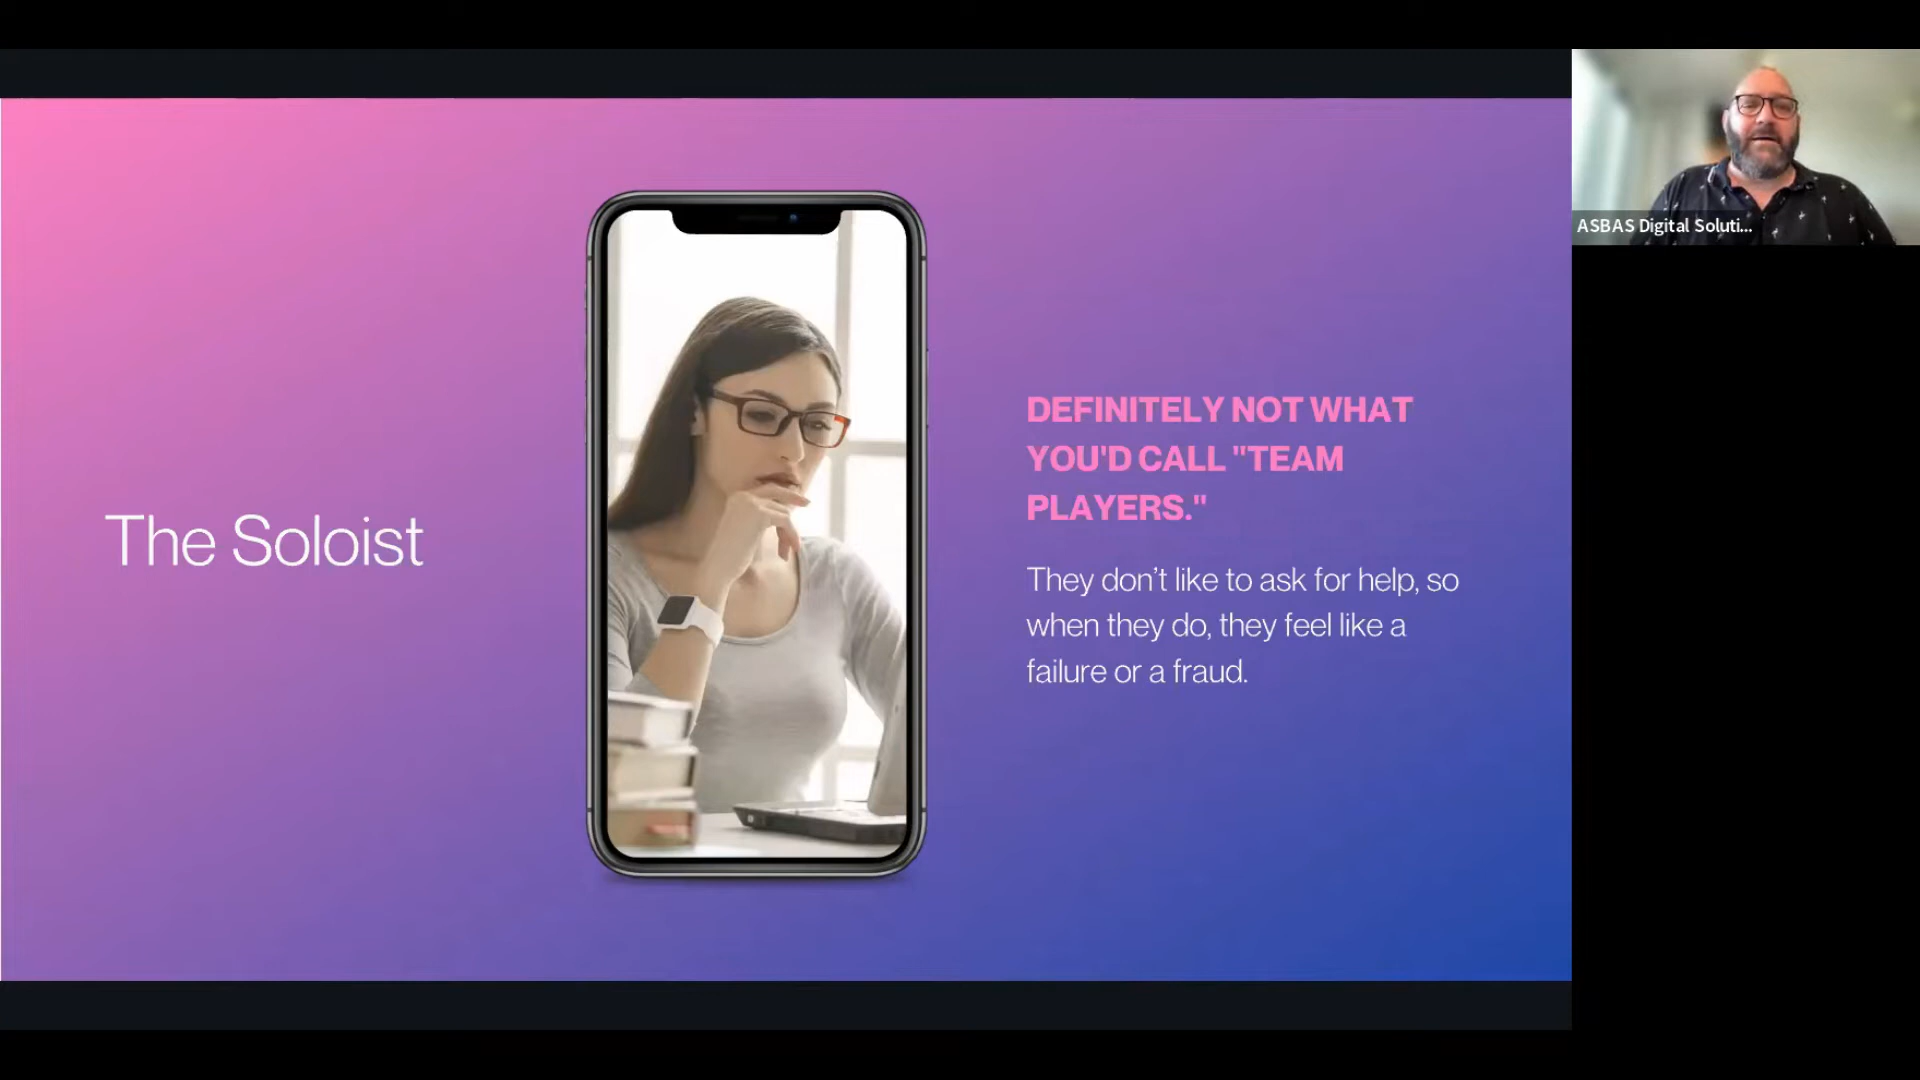 The Soloist
DEFINITELY NOT WHAT
YOU'D CALL "TEAM
PLAYERS."
They don’t like to ask for help, so
when they do, they feel like a
failure or a fraud.
ASBAS Digital Soluti...